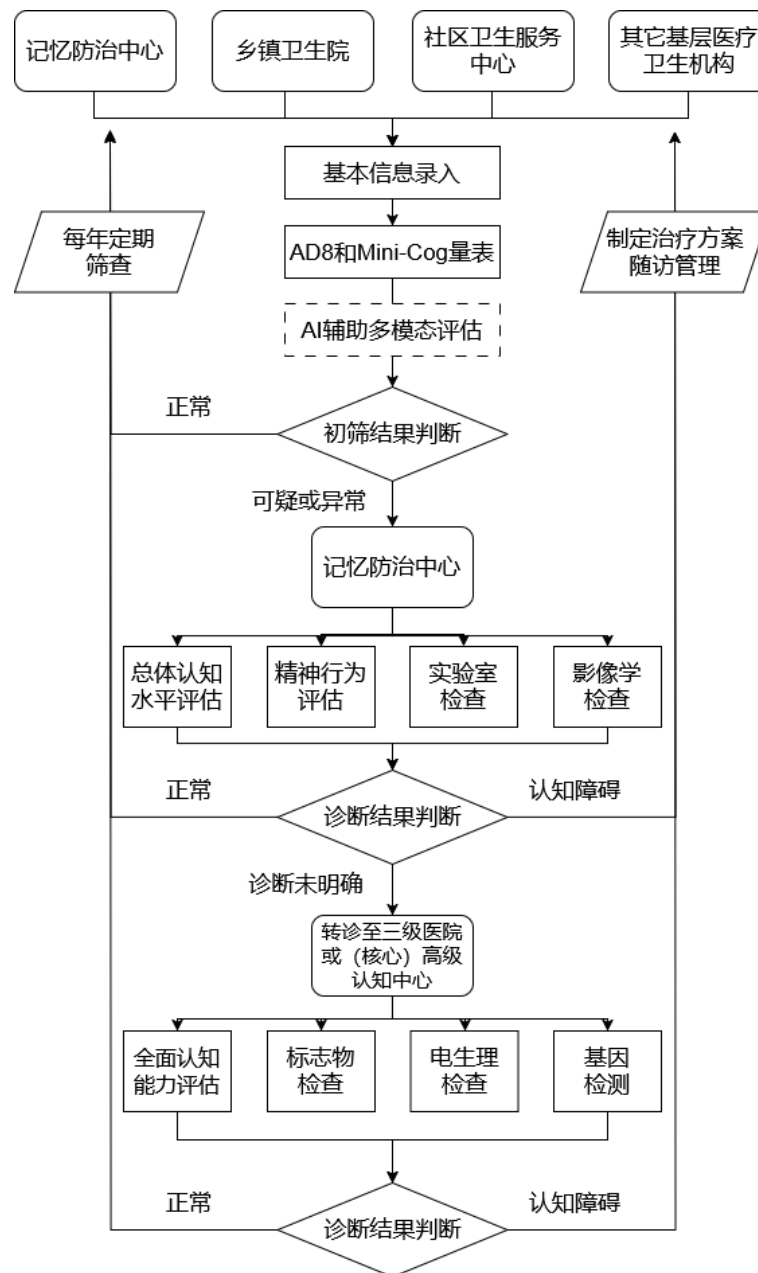 记忆防治中心
乡镇卫生院
社区卫生服务
中心
其它基层医疗
卫生机构
基本信息录入
每年定期
筛查
AD8和Mini-Cog量表
制定治疗方案
随访管理
AI辅助多模态评估
正常
初筛结果判断
可疑或异常
记忆防治中心
总体认知
水平评估
精神行为
评估
实验室
检查
影像学
检查
正常
诊断结果判断
认知障碍
诊断未明确
转诊至三级医院
或（核心）高级
认知中心
全面认知
能力评估
标志物
检查
电生理
检查
基因
检测
正常
诊断结果判断
认知障碍